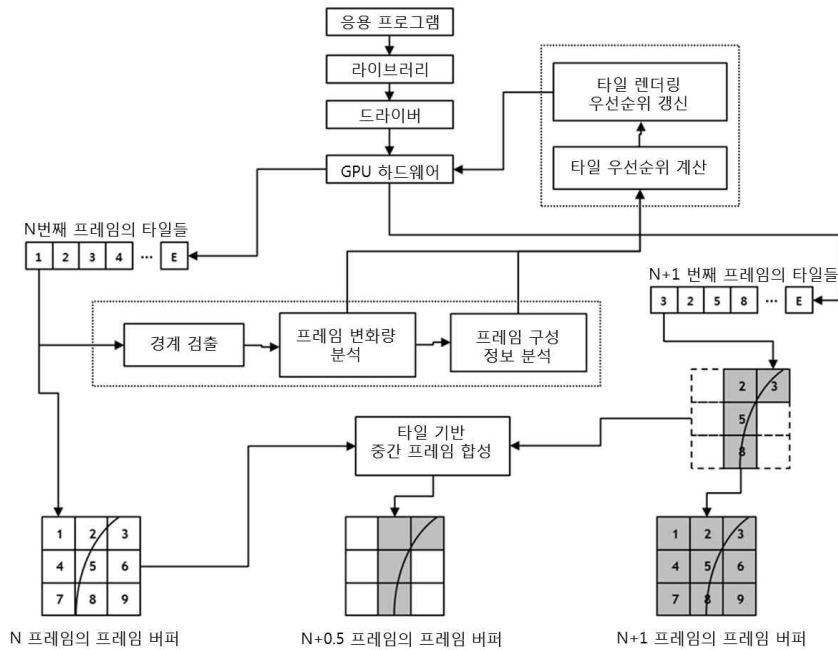 응용 프로그램
라이브러리
드라이버
GPU 하드웨어
타일 렌더링
우선순위 갱신
타일 우선순위 계산
N번째 프레임의 타일들
1 2 3 4 ··· E
N+1 번째 프레임의 타일들
3 2 5 8 ··· E
경계 검출
프레임 변화량
분석
프레임 구성
정보 분석
2 3
5
8
타일 기반
중간 프레임 합성
1 2 3
4 5 6
7 8 9
1 2 3
4 5 6
7 8 9
N 프레임의 프레임 버퍼
N+0.5 프레임의 프레임 버퍼
N+1 프레임의 프레임 버퍼